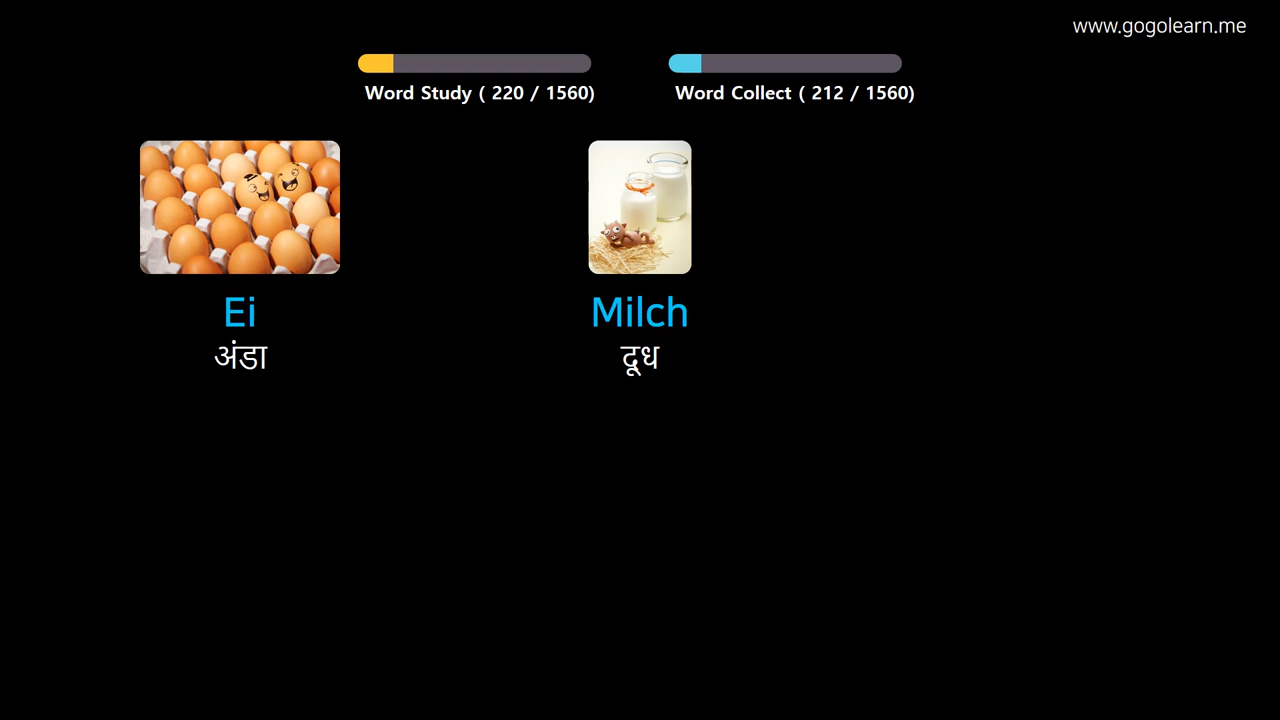 www.gogolearn.me
Word Study ( 220 / 1560)
Word Collect ( 212 / 1560)
Ei
अंडा
Milch
दूध